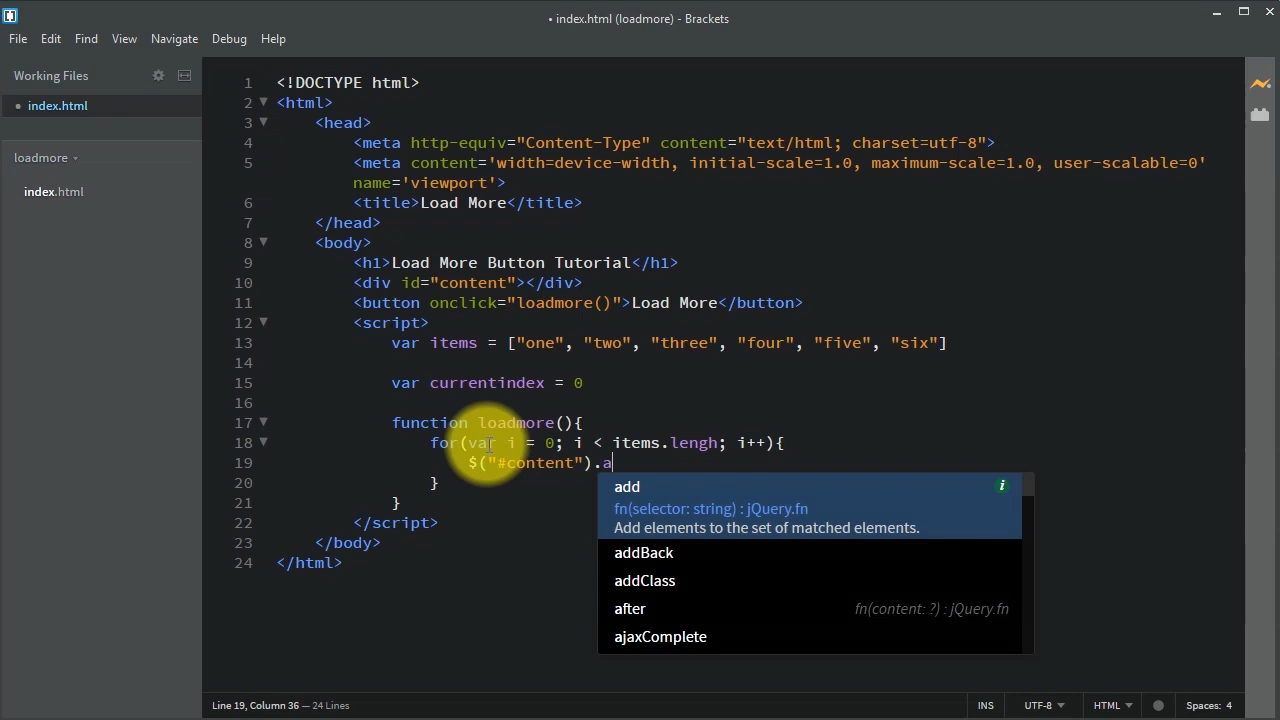 • index.html (loadmore) - Brackets
File Edit Find View Navigate Debug Help
Working Files
• index.html
loadmore
index.html
1 <!DOCTYPE html>
2 <html>
3 <head>
4 <meta http-equiv="Content-Type" content="text/html; charset=utf-8">
5 <meta content='width=device-width, initial-scale=1.0, maximum-scale=1.0, user-scalable=0'
name='viewport'>
6 <title>Load More</title>
7 </head>
8 <body>
9 <h1>Load More Button Tutorial</h1>
10 <div id="content"></div>
11 <button onclick="loadmore()">Load More</button>
12 <script>
13 var items = ["one", "two", "three", "four", "five", "six"]
14
15 var currentindex = 0
16
17 function loadmore(){
18 for(var i = 0; i < items.lengh; i++){
19 $("#content").a
20 }
21 }
22 </script>
23 </body>
24 </html>
add
fn(selector: string) : jQuery.fn
Add elements to the set of matched elements.
addBack
addClass
after fn(content: ?) : jQuery.fn
ajaxComplete
Line 19, Column 36 — 24 Lines INS UTF-8 HTML Spaces: 4